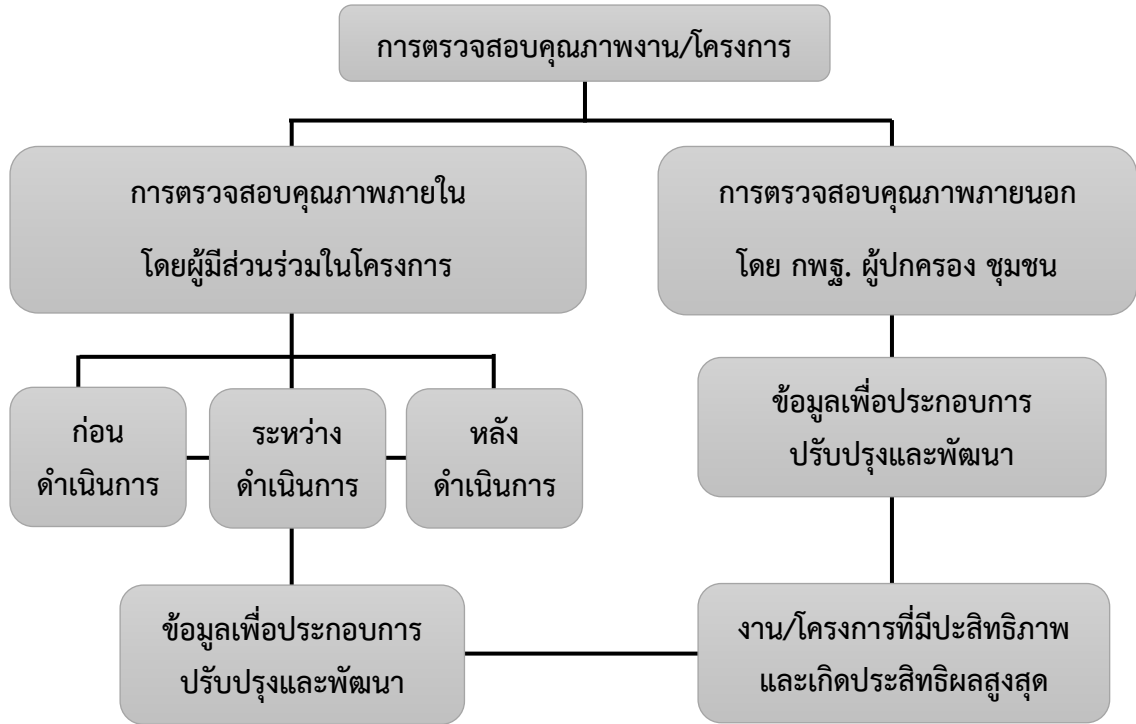 การตรวจสอบคุณภาพงาน/โครงการ
การตรวจสอบคุณภาพภายใน
โดยผู้มีส่วนร่วมในโครงการ
การตรวจสอบคุณภาพภายนอก
โดย กพฐ. ผู้ปกครอง ชุมชน
ก่อน
ดำเนินการ
ระหว่าง
ดำเนินการ
หลัง
ดำเนินการ
ข้อมูลเพื่อประกอบการ
ปรับปรุงและพัฒนา
ข้อมูลเพื่อประกอบการ
ปรับปรุงและพัฒนา
งาน/โครงการที่มีปะสิทธิภาพ
และเกิดประสิทธิผลสูงสุด